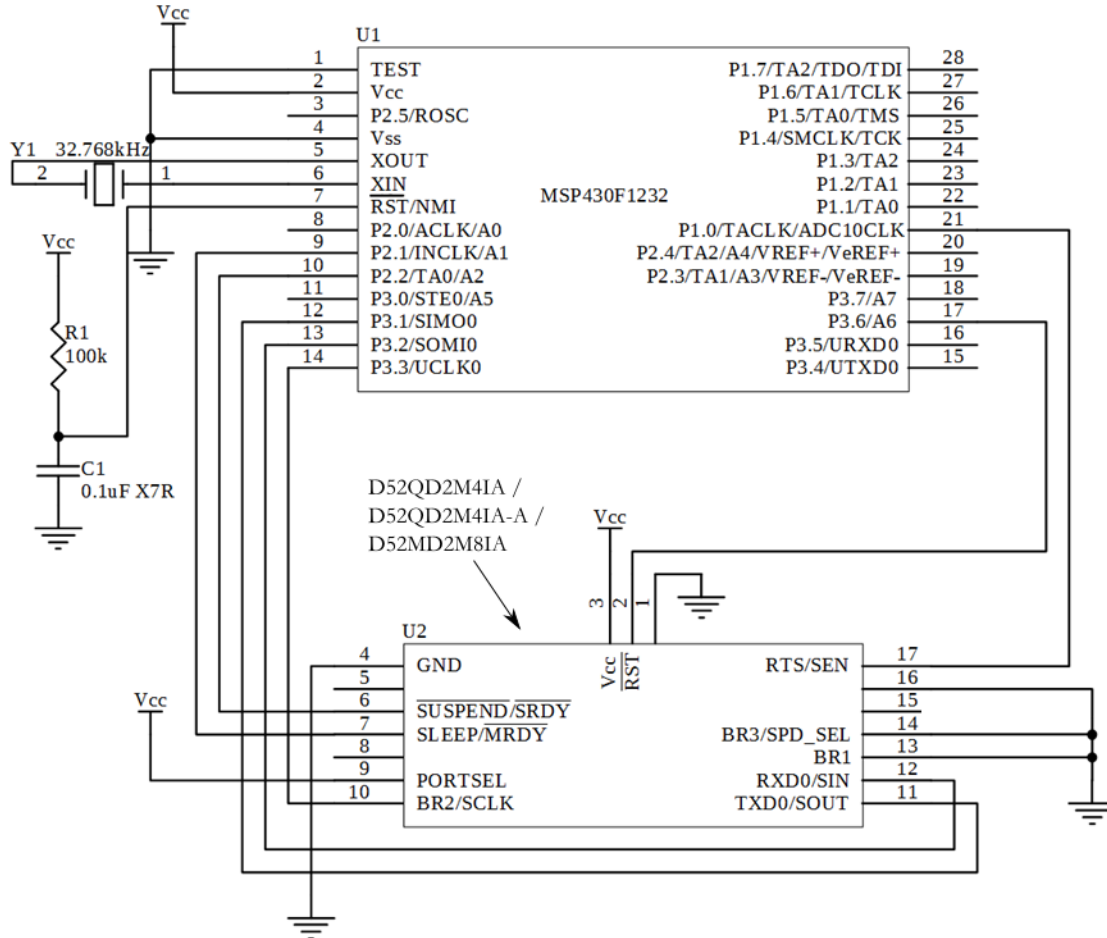 Vcc
U1
1 TEST
2 Vcc
3 P2.5/ROSC
4 Vss
5 XOUT
6 XIN
7 RST/NMI
8 P2.0/ACLK/A0
9 P2.1/INCLK/A1
10 P2.2/TA0/A2
11 P3.0/STE0/A5
12 P3.1/SIMO0
13 P3.2/SOMI0
14 P3.3/UCLK0
MSP430F1232
P1.7/TA2/TDO/TDI 28
P1.6/TA1/TCLK 27
P1.5/TA0/TMS 26
P1.4/SMCLK/TCK 25
P1.3/TA2 24
P1.2/TA1 23
P1.1/TA0 22
P1.0/TACLK/ADC10CLK 21
P2.4/TA2/A4/VREF+/VeREF+ 20
P2.3/TA1/A3/VREF-/VeREF- 19
P3.7/A7 18
P3.6/A6 17
P3.5/URXD0 16
P3.4/UTXD0 15
Y1 32.768kHz
2 1
Vcc
R1
100k
C1
0.1uF X7R
D52QD2M4IA /
D52QD2M4IA-A /
D52MD2M8IA
Vcc
3 2 1
U2
Vcc
RST
4 GND
5
6 SUSPEND/SRDY
7 SLEEP/MRDY
8
9 PORTSEL
10 BR2/SCLK
Vcc
RTS/SEN 17
16
15
BR3/SPD_SEL 14
BR1 13
RXD0/SIN 12
TXD0/SOUT 11